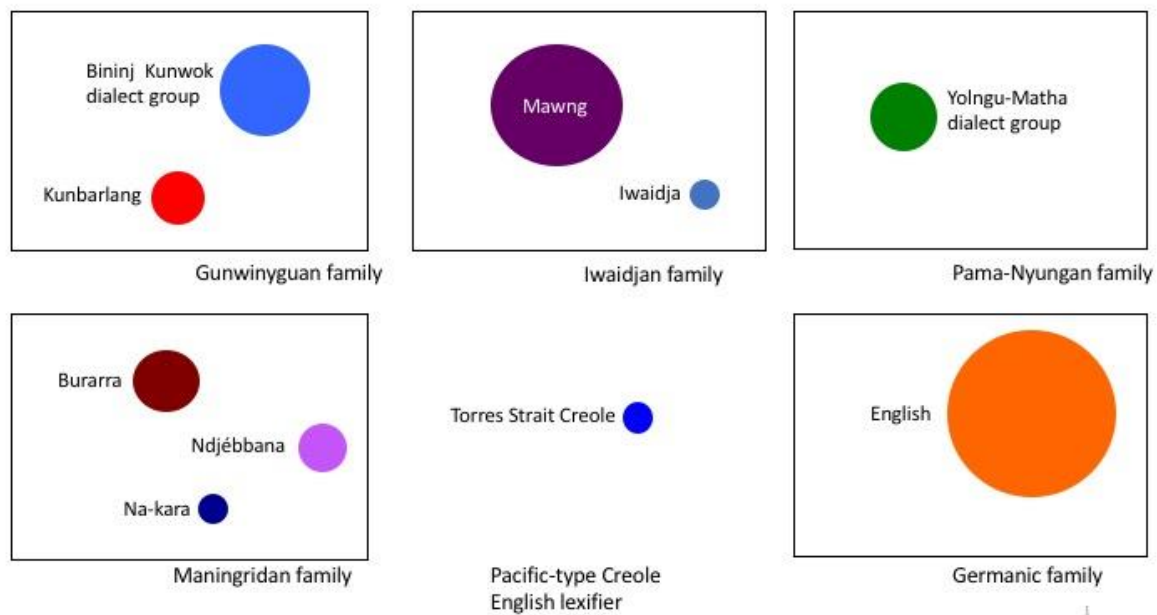 Bininj Kunwok
dialect group
Kunbarlang
Gunwinyguan family
Mawng
Iwaidja
Iwaidjan family
Yolngu-Matha
dialect group
Pama-Nyungan family
Burarra
Ndjébbana
Na-kara
Maningridan family
Torres Strait Creole
Pacific-type Creole
English lexifier
English
Germanic family
1